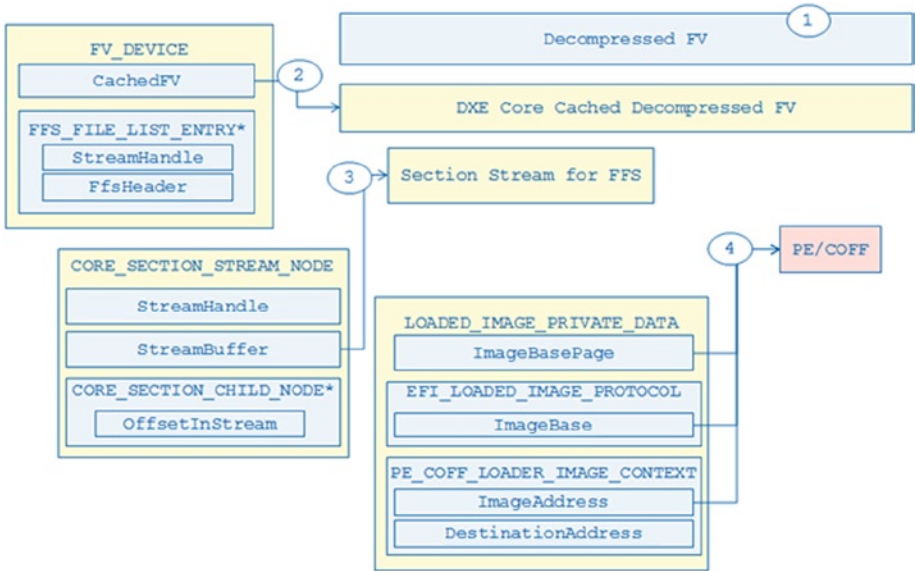 1
Decompressed FV
FV_DEVICE
CachedFV
2
DXE Core Cached Decompressed FV
FFS_FILE_LIST_ENTRY*
StreamHandle
FfsHeader
3
Section Stream for FFS
4
PE/COFF
CORE_SECTION_STREAM_NODE
StreamHandle
StreamBuffer
CORE_SECTION_CHILD_NODE*
OffsetInStream
LOADED_IMAGE_PRIVATE_DATA
ImageBasePage
EFI_LOADED_IMAGE_PROTOCOL
ImageBase
PE_COFF_LOADER_IMAGE_CONTEXT
ImageAddress
DestinationAddress